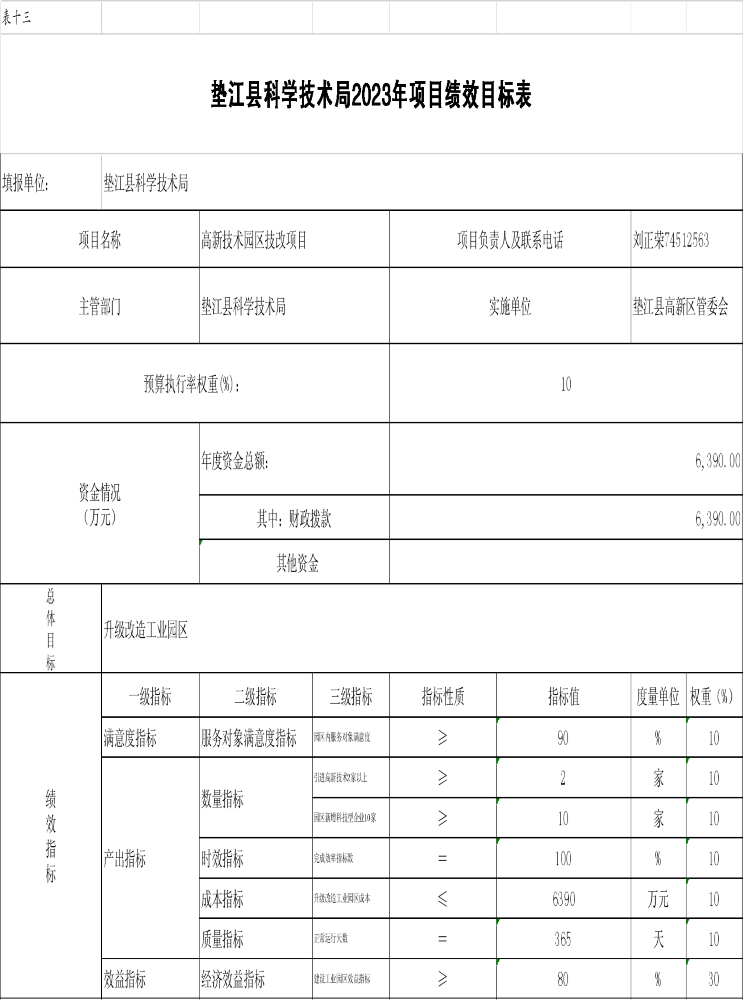 表十三
垫江县科学技术局2023年项目绩效目标表
填报单位: 垫江县科学技术局
项目名称 高新技术园区技改项目 项目负责人及联系电话 刘正荣74512563
主管部门 垫江县科学技术局 实施单位 垫江县高新区管委会
预算执行率权重(%): 10
资金情况
（万元）
年度资金总额: 6,390.00
其中: 财政拨款 6,390.00
其他资金
总体目标 升级改造工业园区
绩效指标
一级指标 二级指标 三级指标 指标性质 指标值 度量单位 权重（%）
满意度指标 服务对象满意度指标 园区内服务对象满意度 ≥ 90 % 10
产出指标 数量指标 引进高新技术2家以上 ≥ 2 家 10
园区新增科技型企业10家 ≥ 10 家 10
时效指标 完成效率指标数 = 100 % 10
成本指标 升级改造工业园区成本 ≤ 6390 万元 10
质量指标 正常运行天数 = 365 天 10
效益指标 经济效益指标 建设工业园区效益指标 ≥ 80 % 30